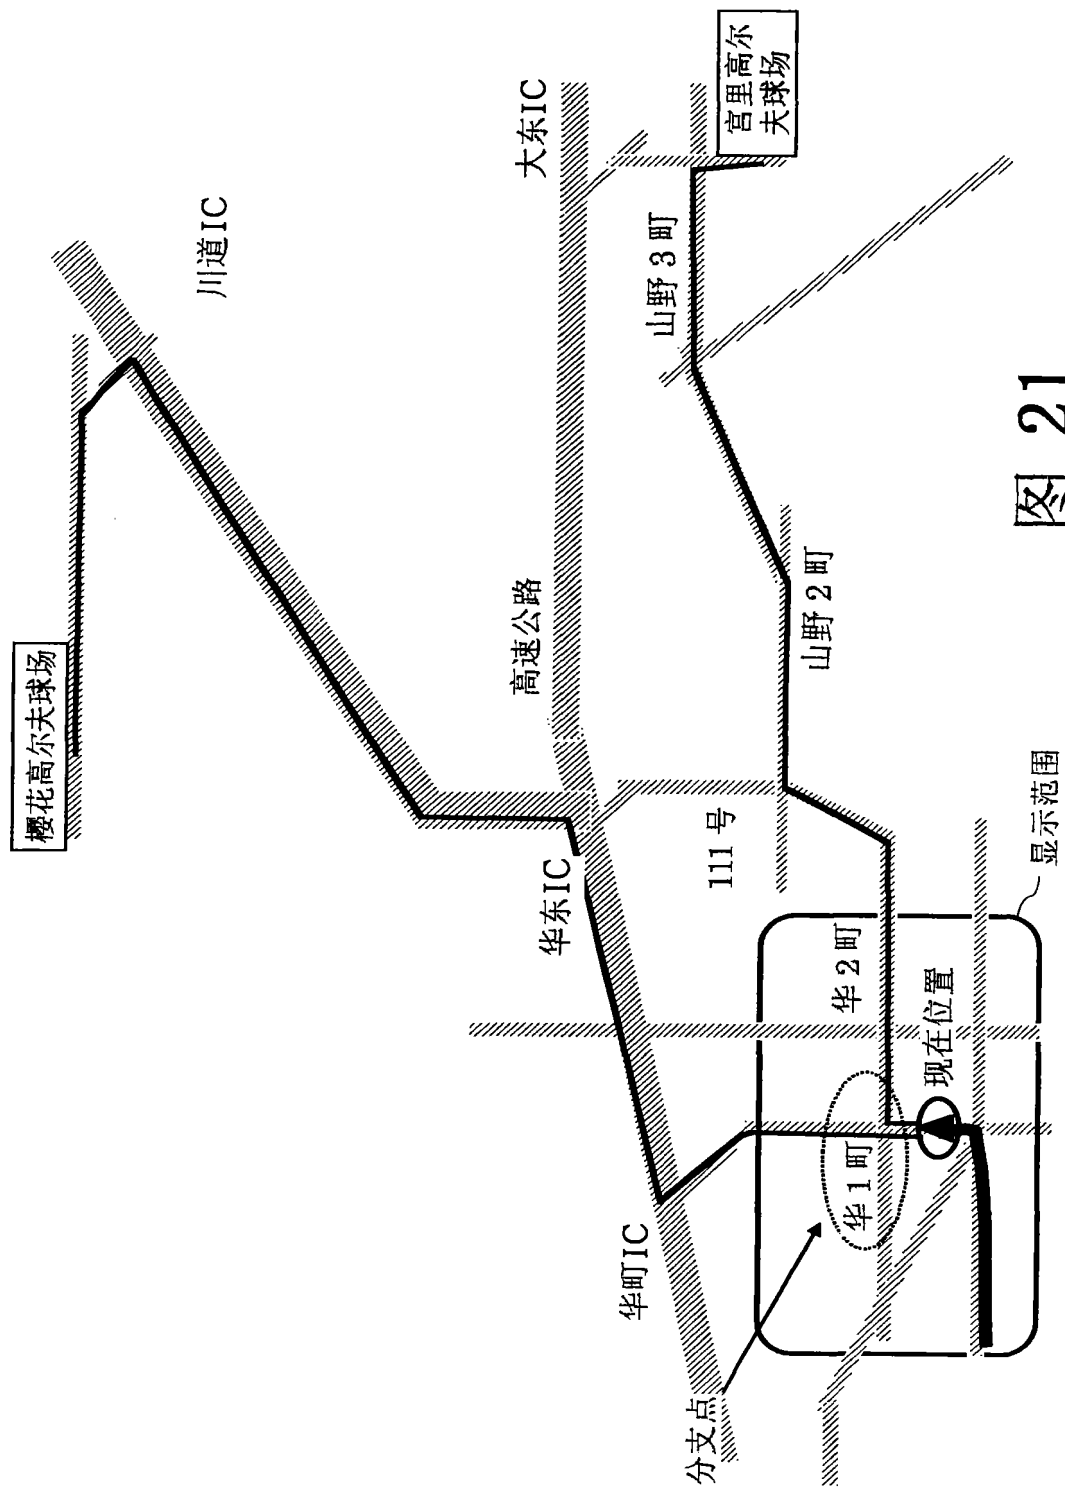 樱花高尔夫球场
川道IC
大东IC
宫里高尔
夫球场
高速公路
山野3町
华东IC
111号
山野2町
华町IC
华2町
显示范围
分支点
华1町
现在位置
图 21